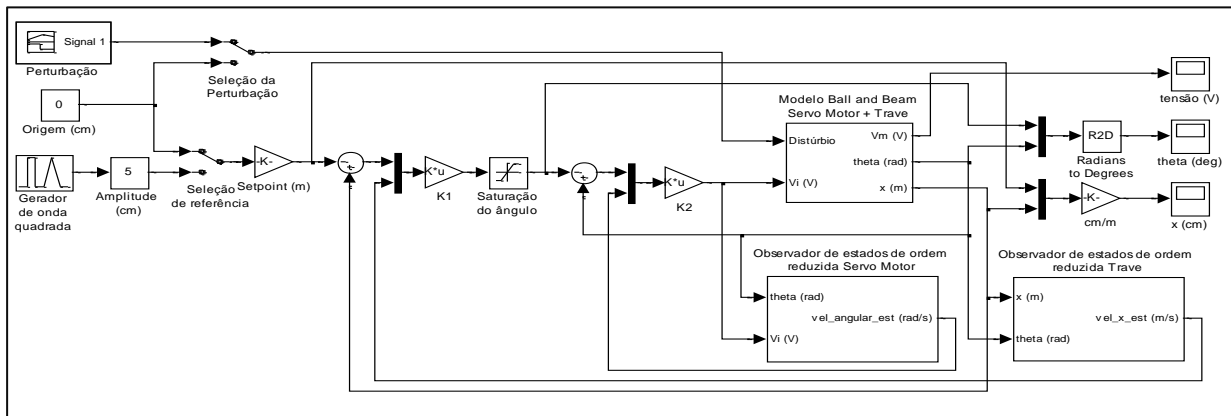 Signal 1
Perturbação
0
Origem (cm)
Gerador
de onda
quadrada
5
Amplitude
(cm)
Seleção da
Perturbação
Seleção
de referência
-K-
Setpoint (m)
K*u
K1
Saturação
do ângulo
K*u
K2
Modelo Ball and Beam
Servo Motor + Trave
Distúrbio
Vi (V)
Vm (V)
theta (rad)
x (m)
tensão (V)
R2D
Radians
to Degrees
theta (deg)
-K-
cm/m
x (cm)
Observador de estados de ordem
reduzida Servo Motor
theta (rad)
Vi (V)
vel_angular_est (rad/s)
Observador de estados de ordem
reduzida Trave
x (m)
theta (rad)
vel_x_est (m/s)